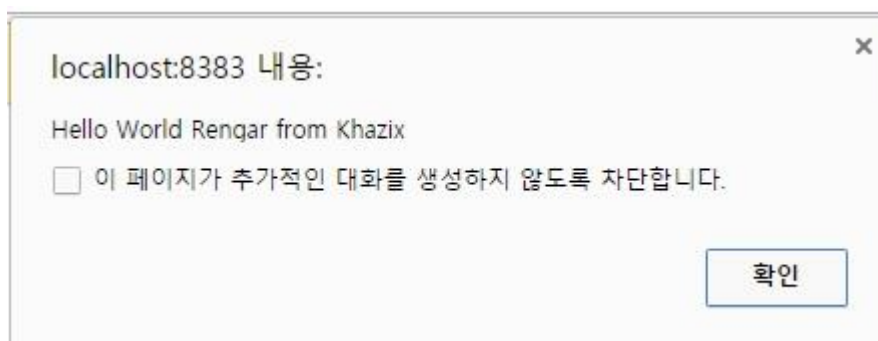 localhost:8383 내용:
Hello World Rengar from Khazix
이 페이지가 추가적인 대화를 생성하지 않도록 차단합니다.
확인